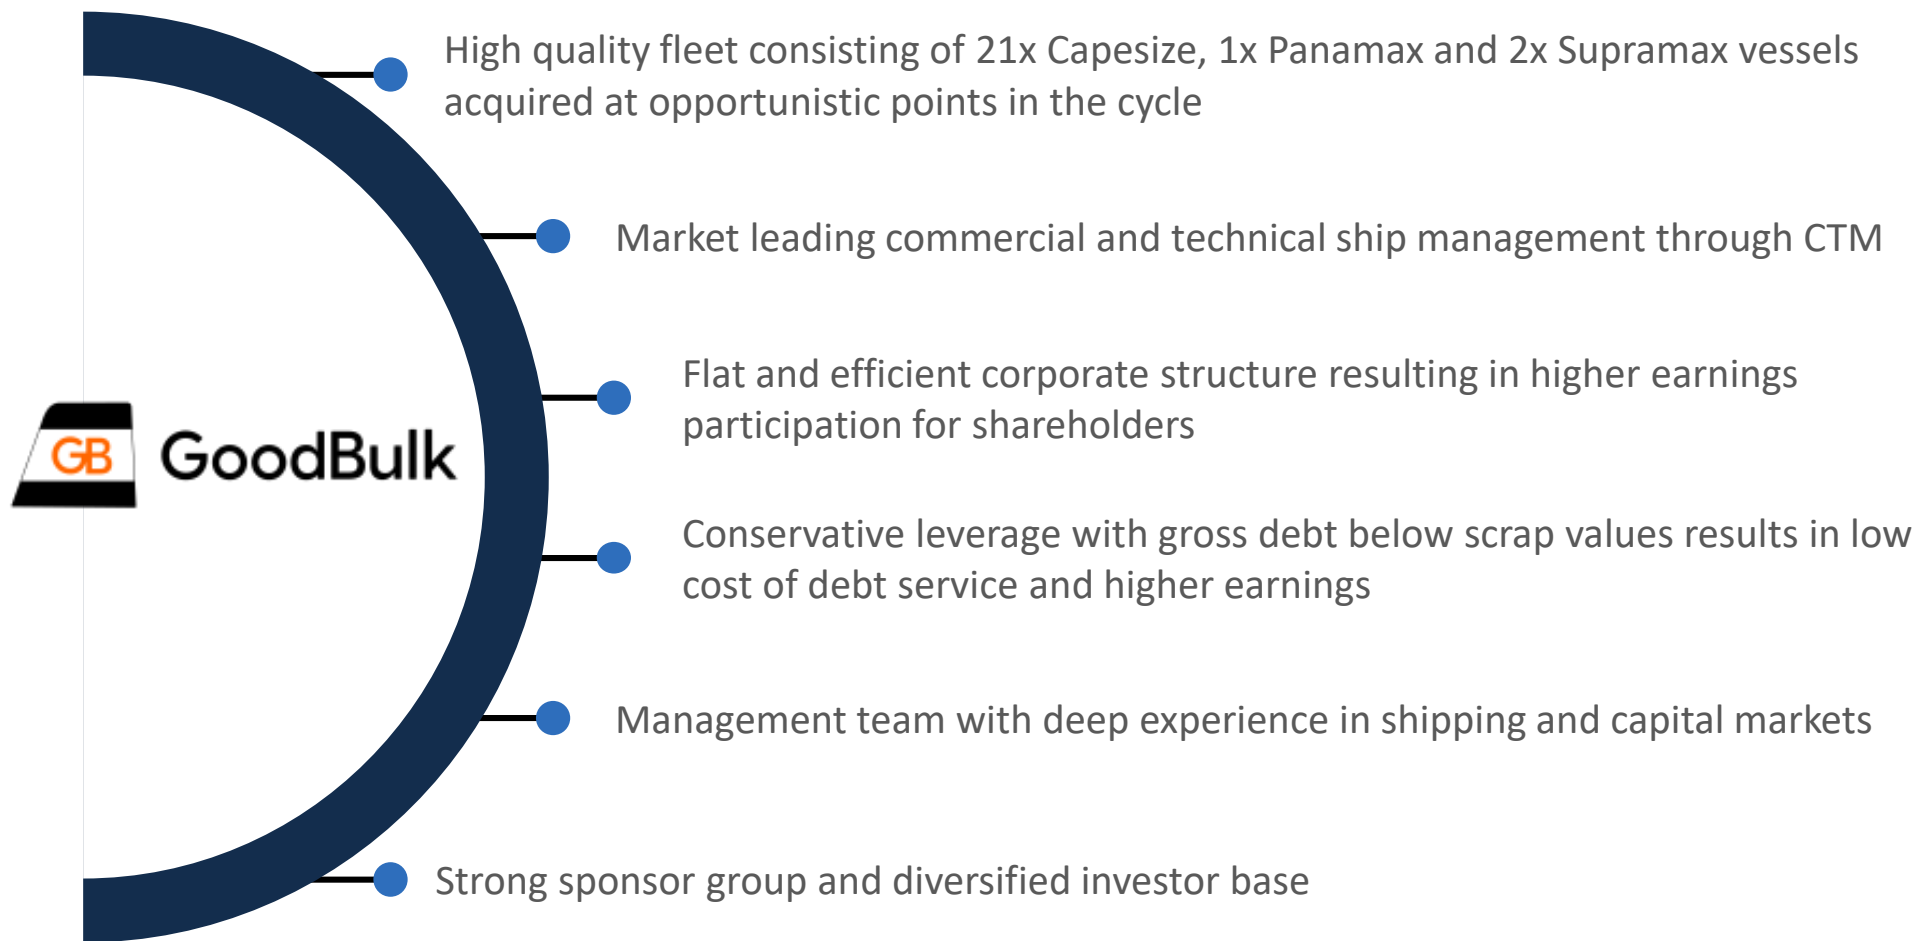 High quality fleet consisting of 21x Capesize, 1x Panamax and 2x Supramax vessels
acquired at opportunistic points in the cycle
Market leading commercial and technical ship management through CTM
Flat and efficient corporate structure resulting in higher earnings
participation for shareholders
GB GoodBulk
Conservative leverage with gross debt below scrap values results in low
cost of debt service and higher earnings
Management team with deep experience in shipping and capital markets
Strong sponsor group and diversified investor base